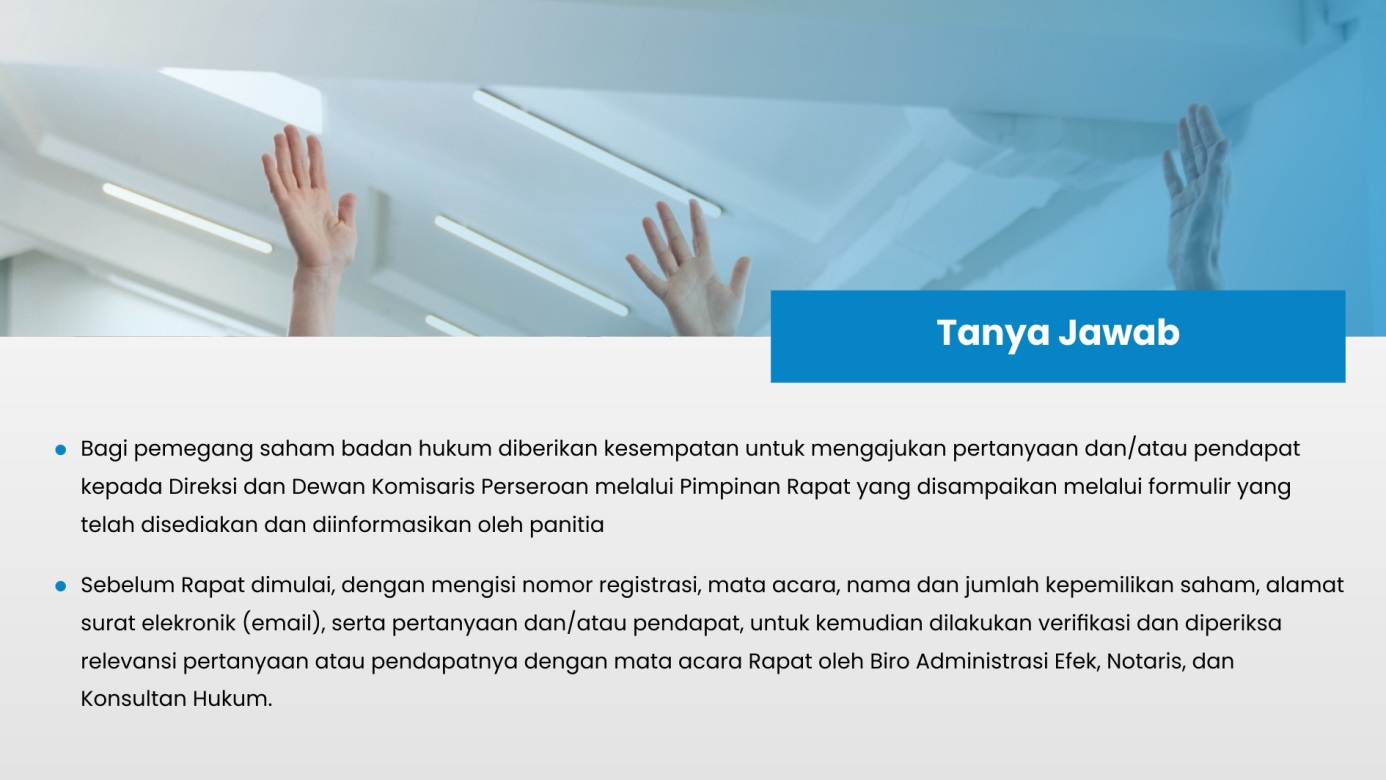 Tanya Jawab
Bagi pemegang saham badan hukum diberikan kesempatan untuk mengajukan pertanyaan dan/atau pendapat
kepada Direksi dan Dewan Komisaris Perseroan melalui Pimpinan Rapat yang disampaikan melalui formulir yang
telah disediakan dan diinformasikan oleh panitia
Sebelum Rapat dimulai, dengan mengisi nomor registrasi, mata acara, nama dan jumlah kepemilikan saham, alamat
surat elekronik (email), serta pertanyaan dan/atau pendapat, untuk kemudian dilakukan verifikasi dan diperiksa
relevansi pertanyaan atau pendapatnya dengan mata acara Rapat oleh Biro Administrasi Efek, Notaris, dan
Konsultan Hukum.